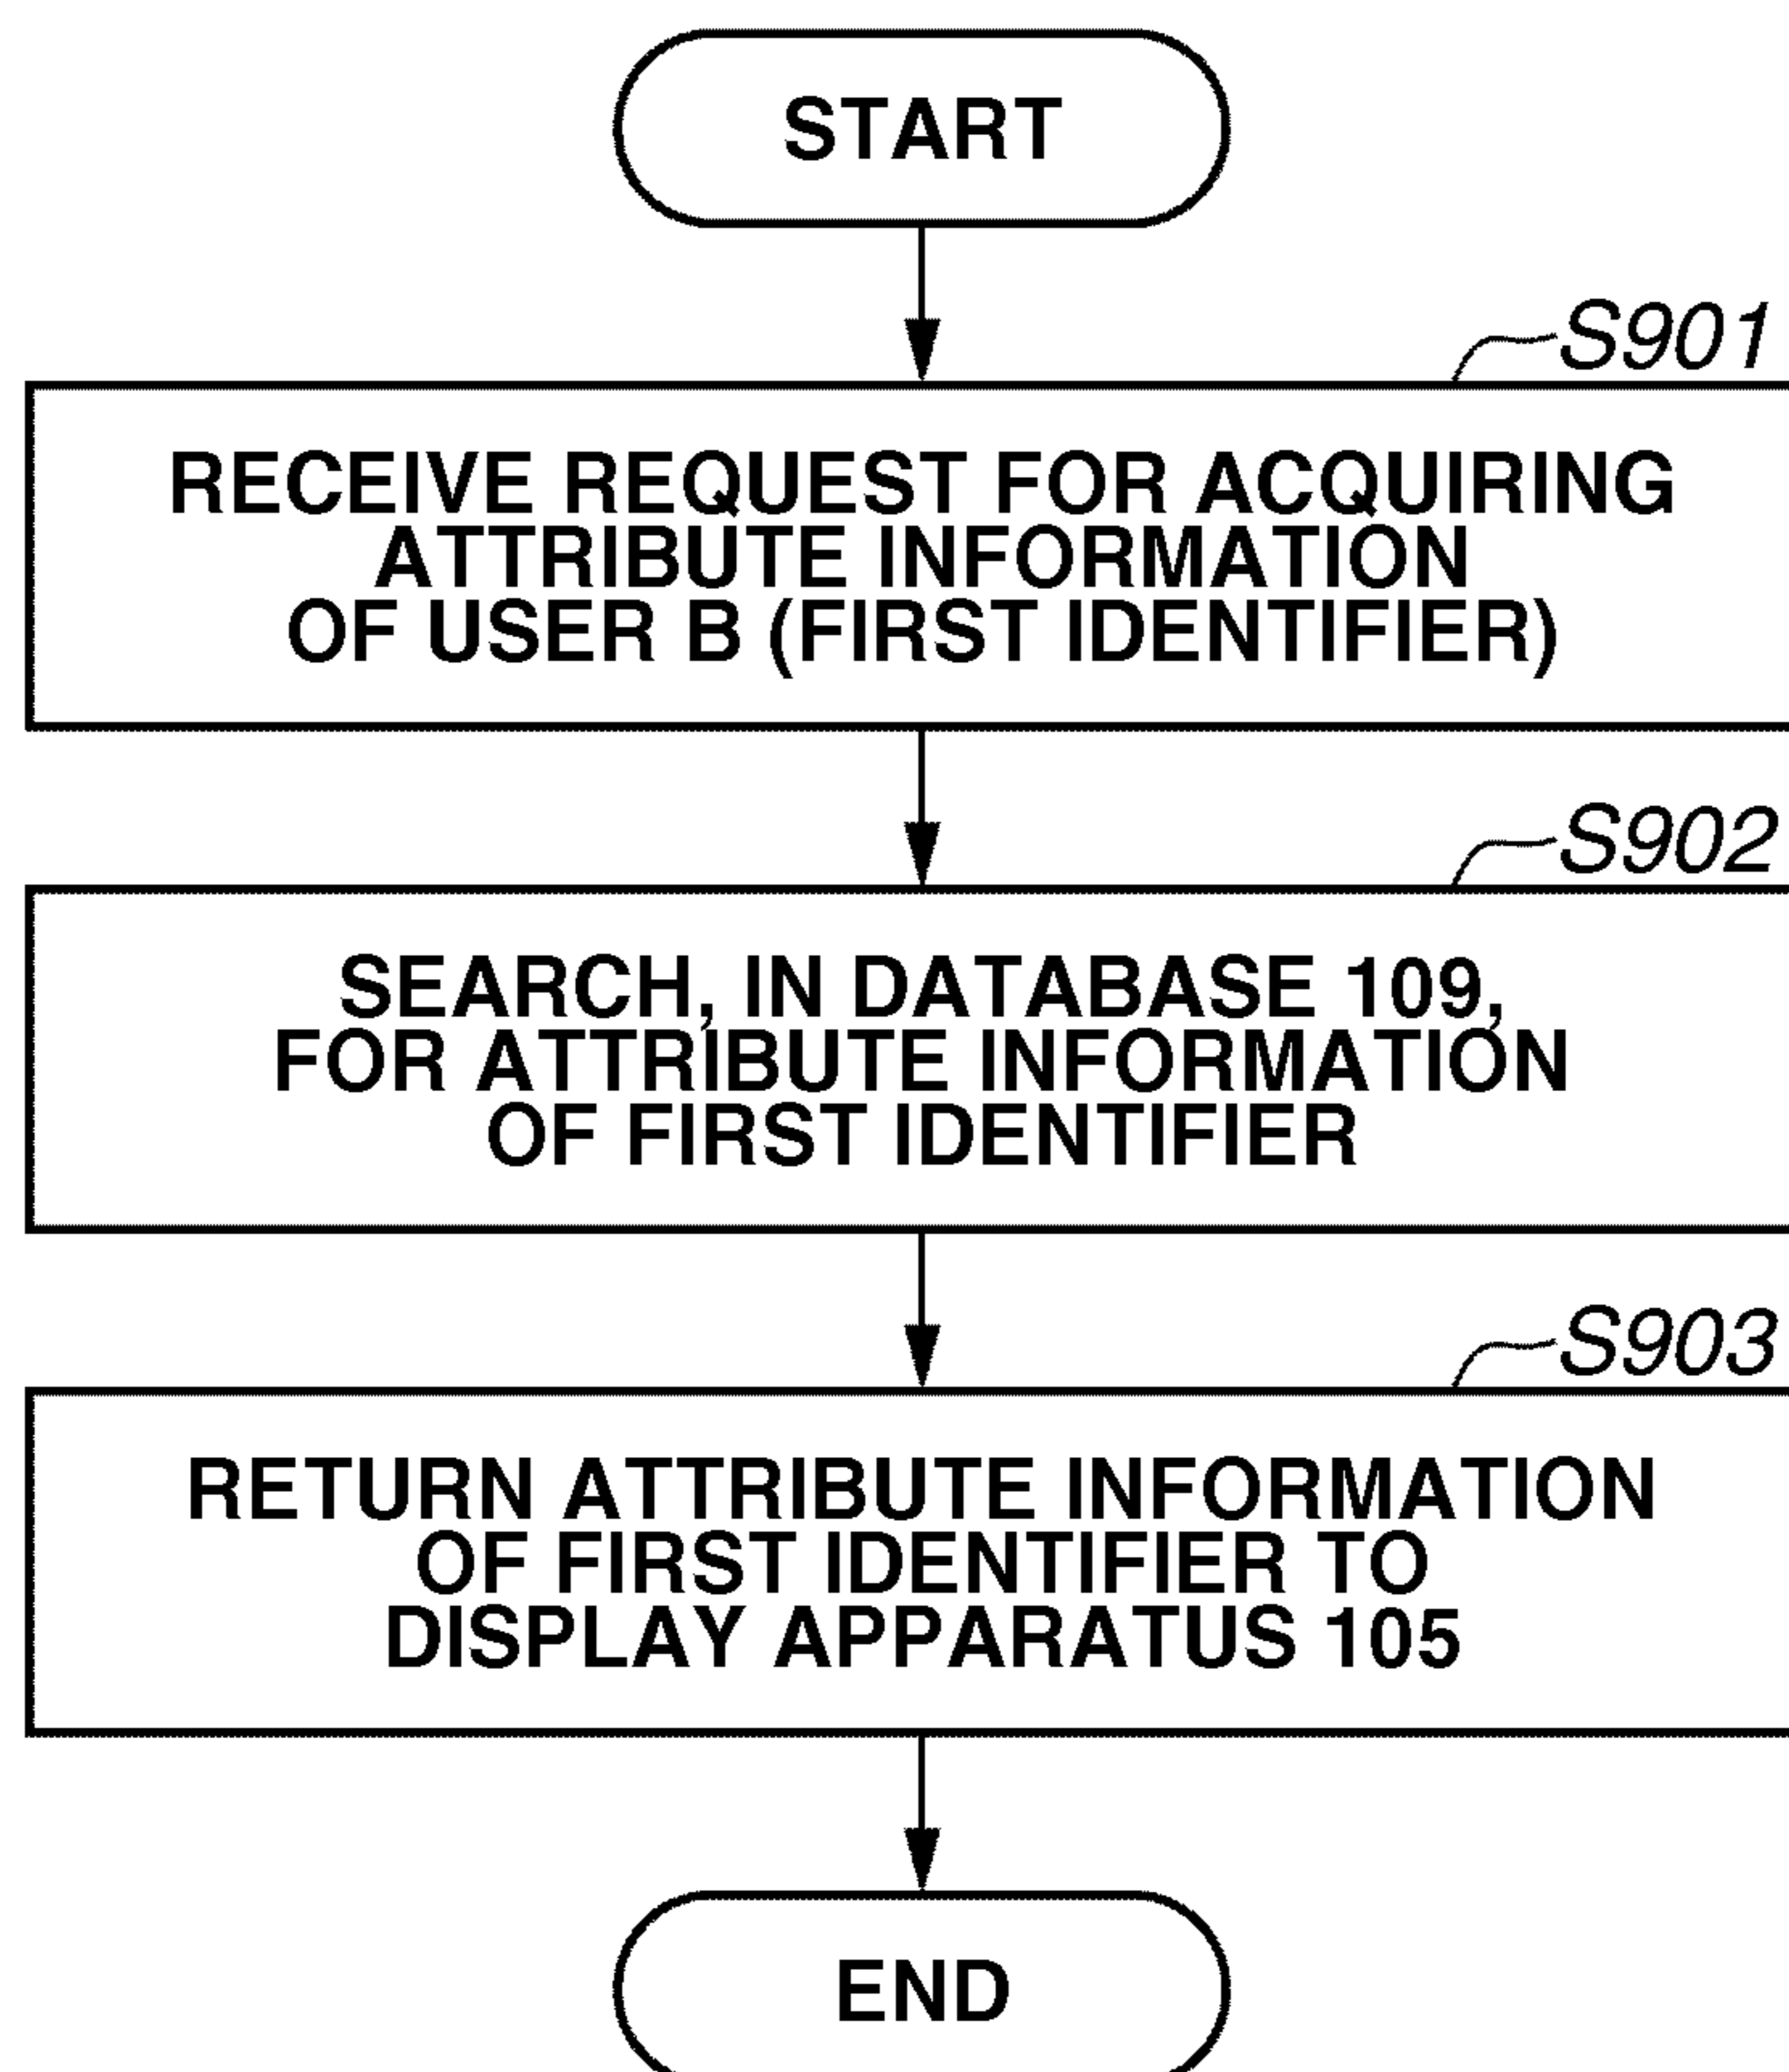 START
S901
RECEIVE REQUEST FOR ACQUIRING
ATTRIBUTE INFORMATION
OF USER B (FIRST IDENTIFIER)
S902
SEARCH, IN DATABASE 109,
FOR ATTRIBUTE INFORMATION
OF FIRST IDENTIFIER
S903
RETURN ATTRIBUTE INFORMATION
OF FIRST IDENTIFIER TO
DISPLAY APPARATUS 105
END